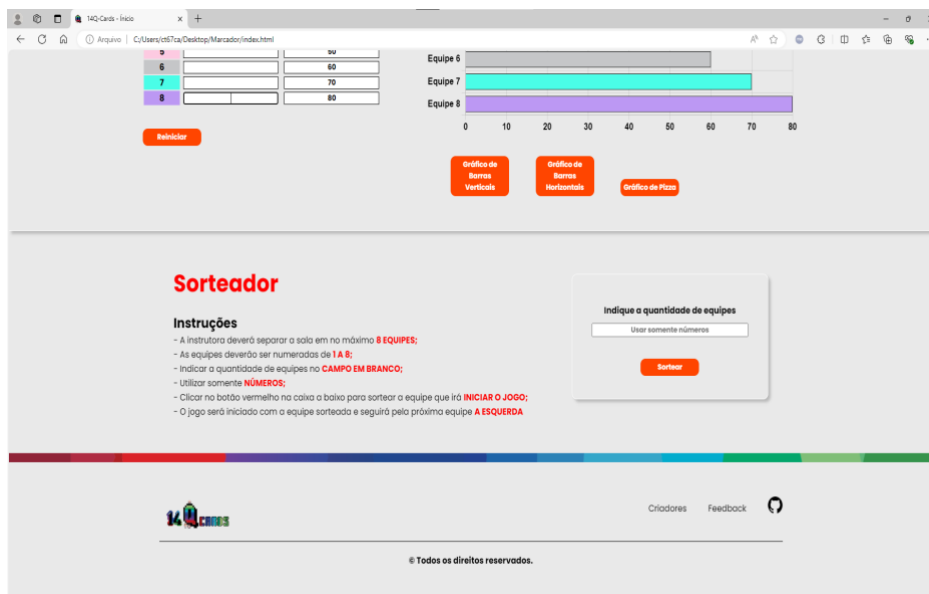 14Q-Cards - Início
Arquivo
C:/Users/ct67ca/Desktop/Marcador/index.html
5 50
6 60
7 70
8 80
Reiniciar
Equipe 6
Equipe 7
Equipe 8
0 10 20 30 40 50 60 70 80
Gráfico de
Barras
Verticais
Gráfico de
Barras
Horizontais
Gráfico de Pizza
Sorteador
Instruções
- A instrutora deverá separar a sala em no máximo 8 EQUIPES;
- As equipes deverão ser numeradas de 1 A 8;
- Indicar a quantidade de equipes no CAMPO EM BRANCO;
- Utilizar somente NÚMEROS;
- Clicar no botão vermelho na caixa a baixo para sortear a equipe que irá INICIAR O JOGO;
- O jogo será iniciado com a equipe sorteada e seguirá pela próxima equipe A ESQUERDA
Indique a quantidade de equipes
Usar somente números
Sortear
14Q CARDS
Criadores
Feedback
© Todos os direitos reservados.